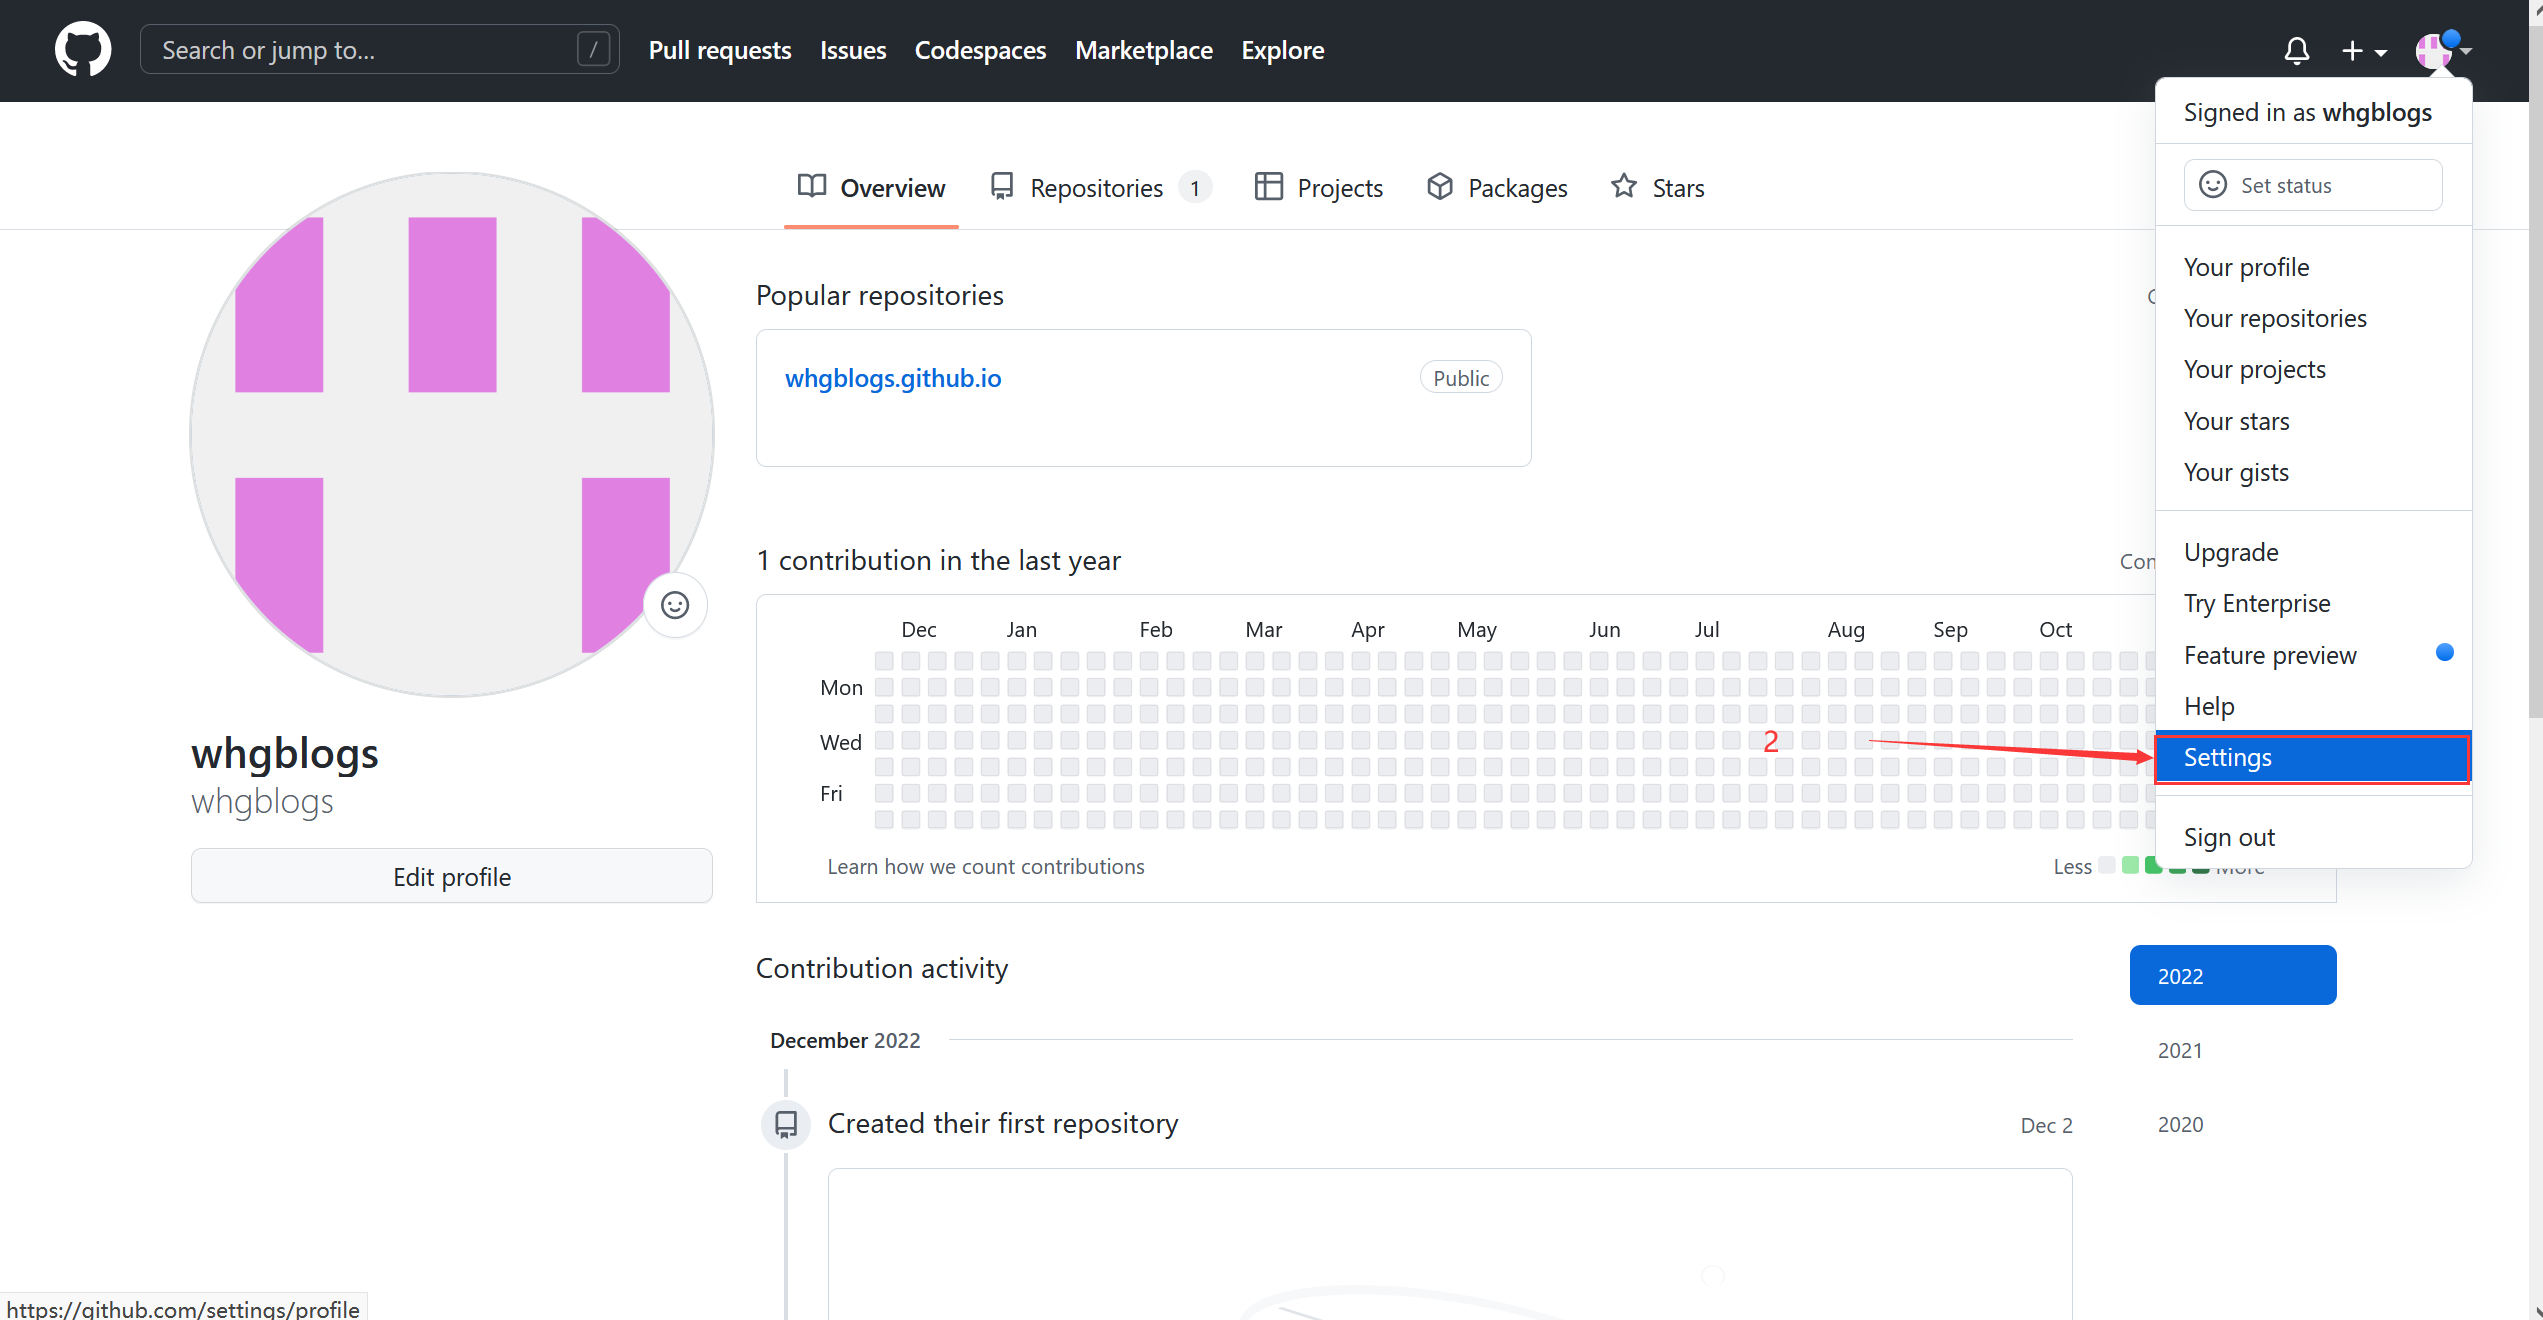 Search or jump to... / Pull requests Issues Codespaces Marketplace Explore
Signed in as whgblogs
Set status
Overview Repositories 1 Projects Packages Stars
Your profile
Your repositories
Your projects
Your stars
Your gists
Upgrade
Try Enterprise
Feature preview
Help
Settings
Sign out
Popular repositories
whgblogs.github.io Public
1 contribution in the last year Con
Dec Jan Feb Mar Apr May Jun Jul Aug Sep Oct
Mon
Wed
Fri
2
Learn how we count contributions Less More
whgblogs
whgblogs
Edit profile
Contribution activity
2022
2021
2020
December 2022
Created their first repository Dec 2
https://github.com/settings/profile